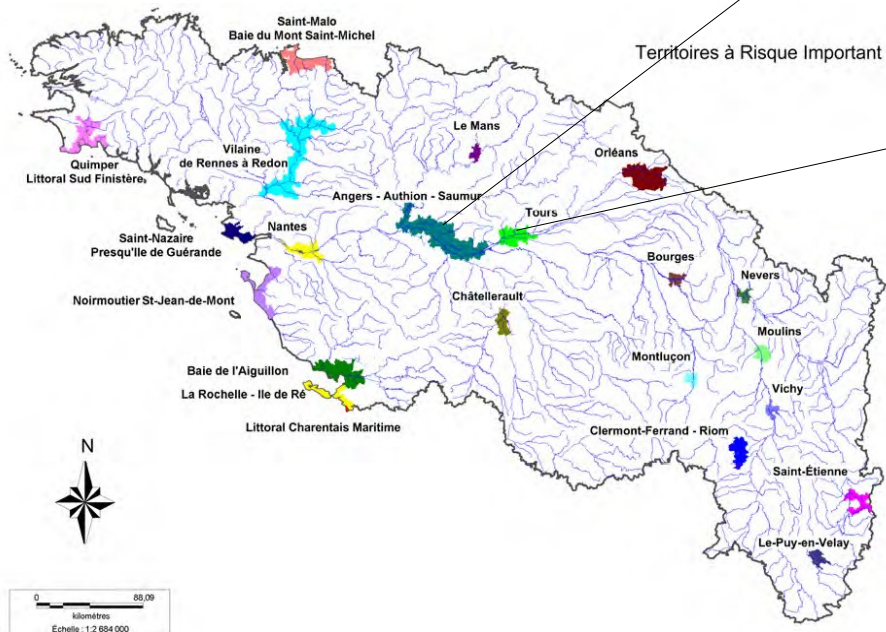 Saint-Malo
Baie du Mont Saint-Michel
Territoires à Risque Important
Le Mans
Orléans
Vilaine
de Rennes à Redon
Quimper
Littoral Sud Finistère
Angers - Authion - Saumur
Tours
Nantes
Saint-Nazaire
Presqu'Ile de Guérande
Bourges
Nevers
Noirmoutier St-Jean-de-Mont
Châtellerault
Moulins
Montluçon
Baie de l'Aiguillon
La Rochelle - Ile de Ré
Vichy
Littoral Charentais Maritime
Clermont-Ferrand - Riom
N
Saint-Étienne
Le-Puy-en-Velay
0 88,09
kilomètres
Échelle : 1:2 684 000